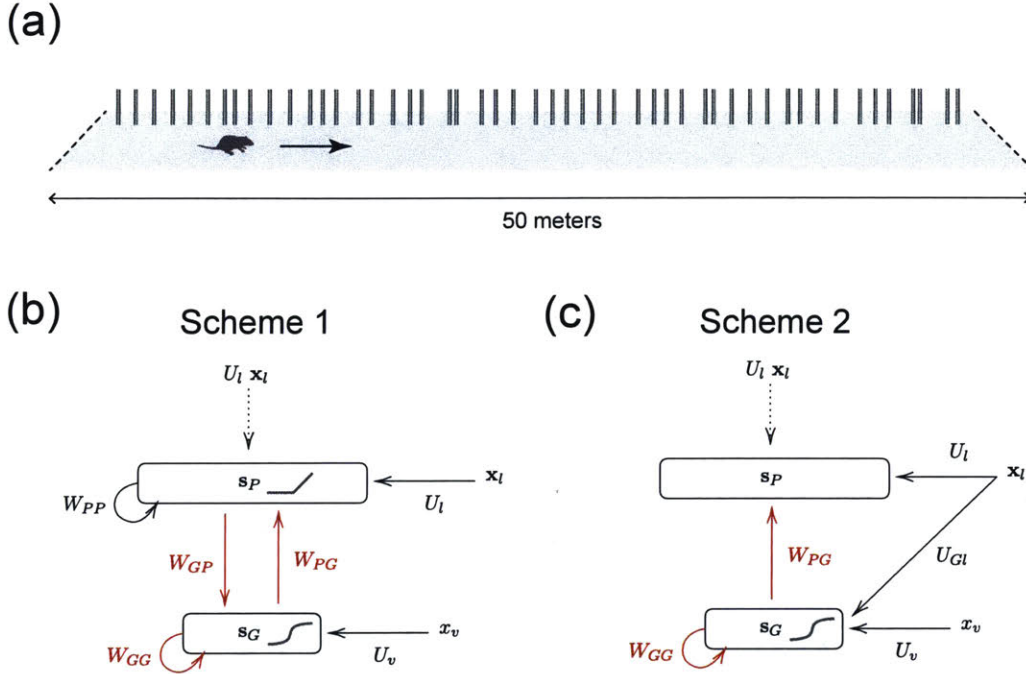 (a)
50 meters
(b)
Scheme 1
U_l x_l
s_P
x_l
U_l
W_PP
W_GP
W_PG
s_G
x_v
U_v
W_GG
(c)
Scheme 2
U_l x_l
s_P
U_l
x_l
W_PG
U_Gl
s_G
x_v
U_v
W_GG